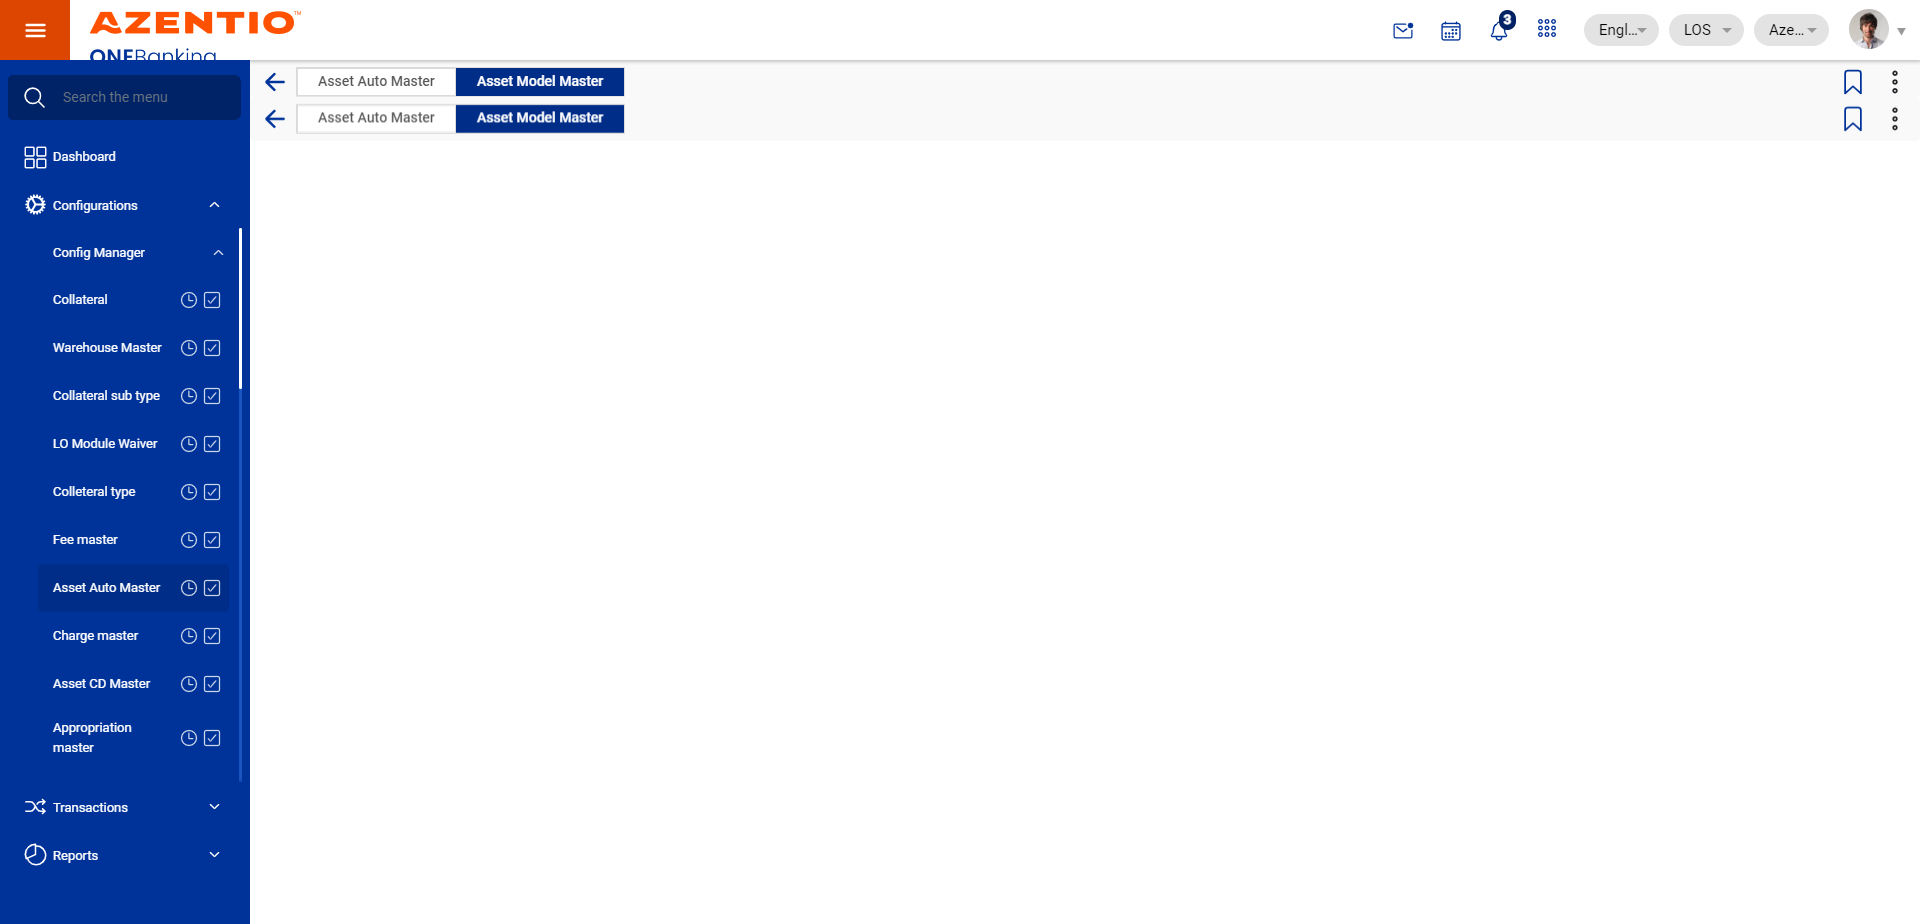 AZENTIO™
ONEBanking
3
Engl...
LOS
Aze...
Search the menu
Asset Auto Master
Asset Model Master
Asset Auto Master
Asset Model Master
Dashboard
Configurations
Config Manager
Collateral
Warehouse Master
Collateral sub type
LO Module Waiver
Colleteral type
Fee master
Asset Auto Master
Charge master
Asset CD Master
Appropriation
master
Transactions
Reports